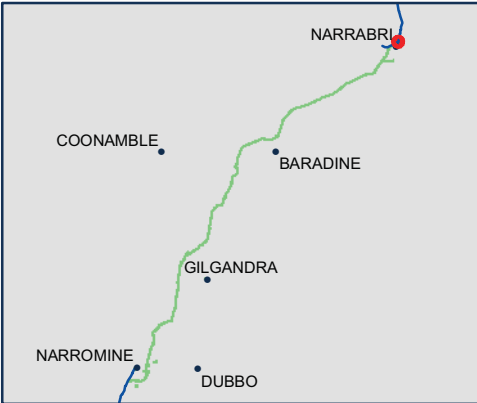 NARRABRI
COONAMBLE
BARADINE
GILGANDRA
NARROMINE
DUBBO